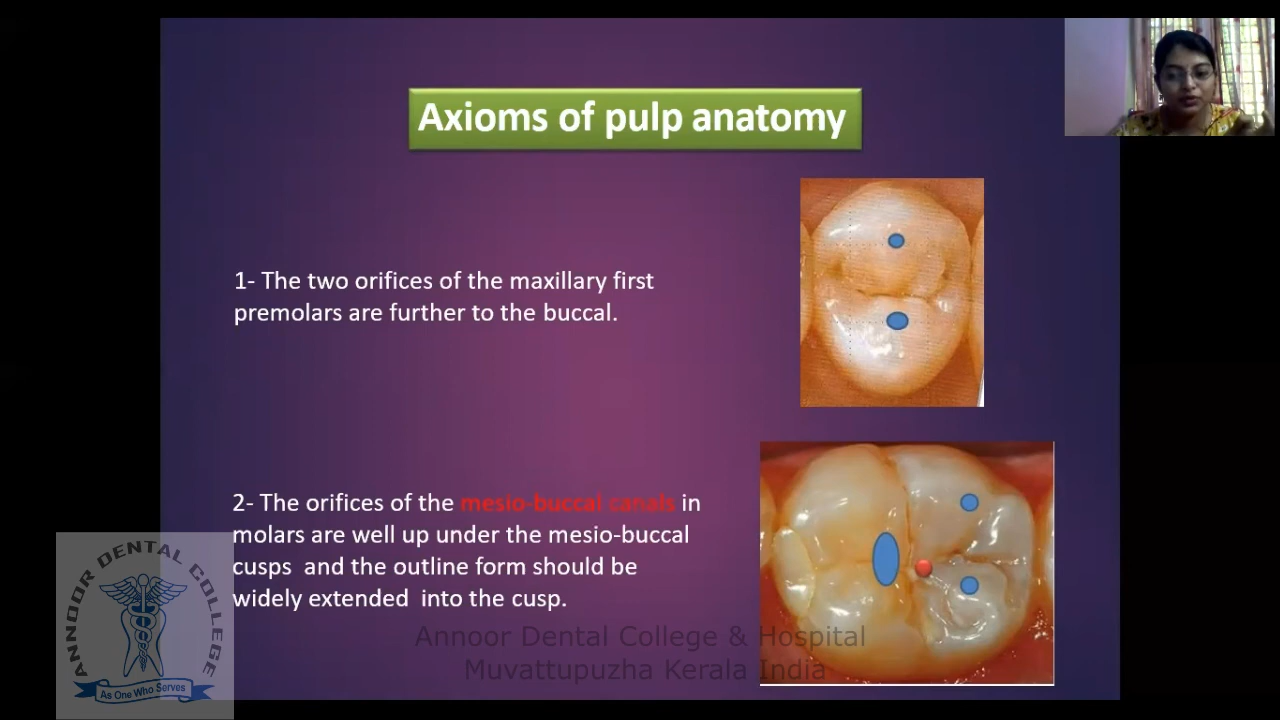 Axioms of pulp anatomy
1- The two orifices of the maxillary first
premolars are further to the buccal.
2- The orifices of the mesio-buccal canals in
molars are well up under the mesio-buccal
cusps and the outline form should be
widely extended into the cusp.
ANNOOR DENTAL COLLEGE
As One Who Serves
Annoor Dental College & Hospital
Muvattupuzha Kerala India